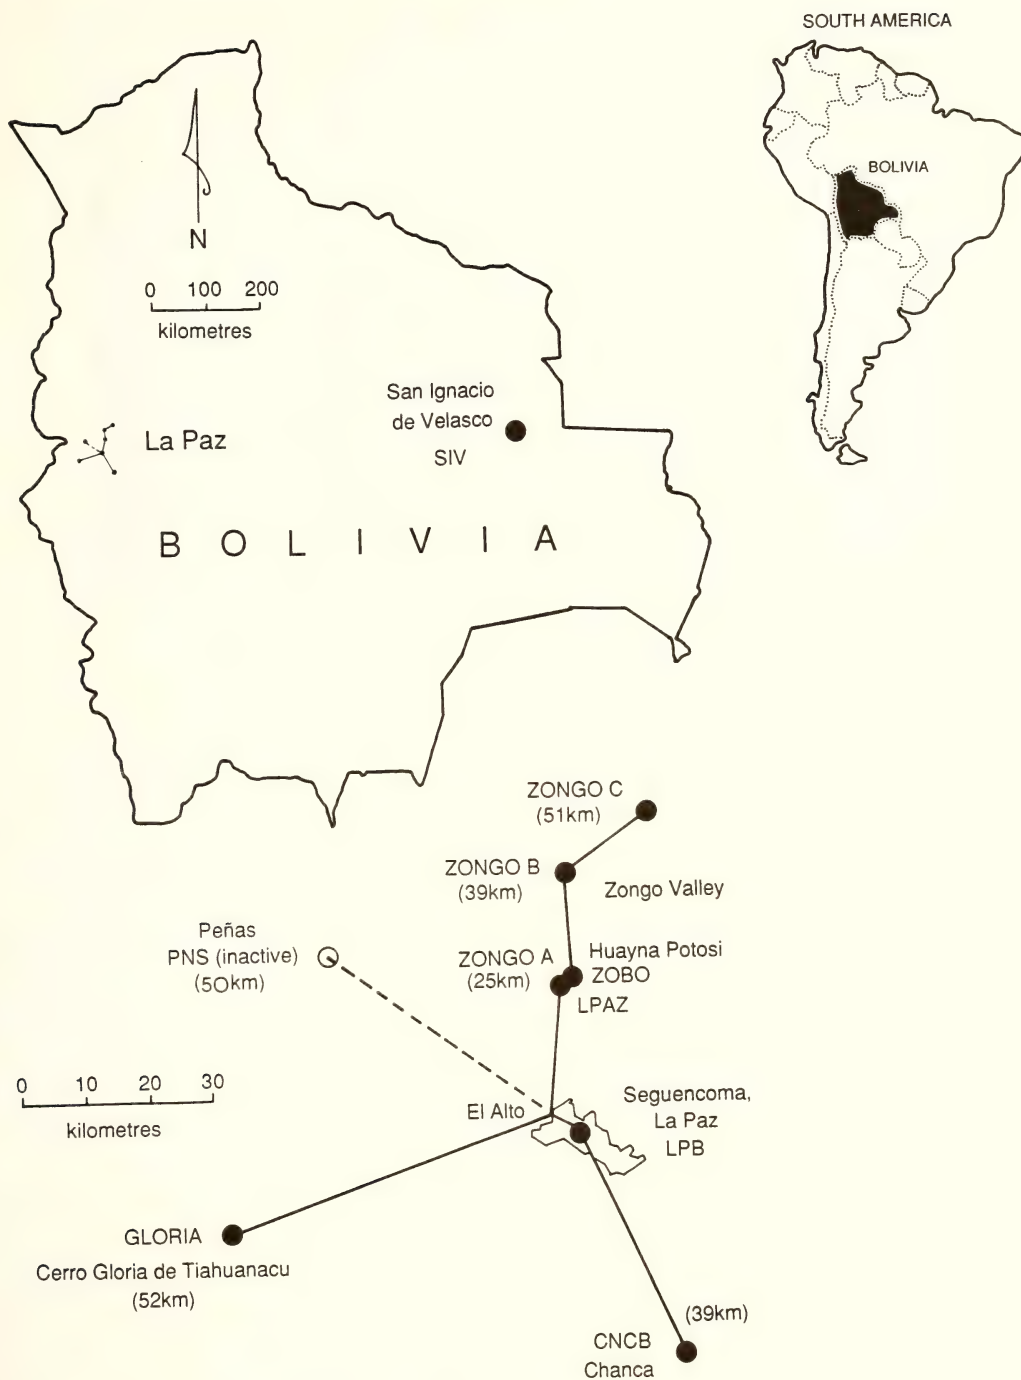 SOUTH AMERICA
BOLIVIA
N
0 100 200
kilometres
San Ignacio
de Velasco
SIV
La Paz
BOLIVIA
ZONGO C
(51km)
ZONGO B
(39km)
Zongo Valley
Peñas
PNS (inactive)
(50km)
ZONGO A
(25km)
Huayna Potosi
ZOBO
LPAZ
0 10 20 30
kilometres
El Alto
Seguencoma,
La Paz
LPB
GLORIA
Cerro Gloria de Tiahuanacu
(52km)
(39km)
CNCB
Chanca